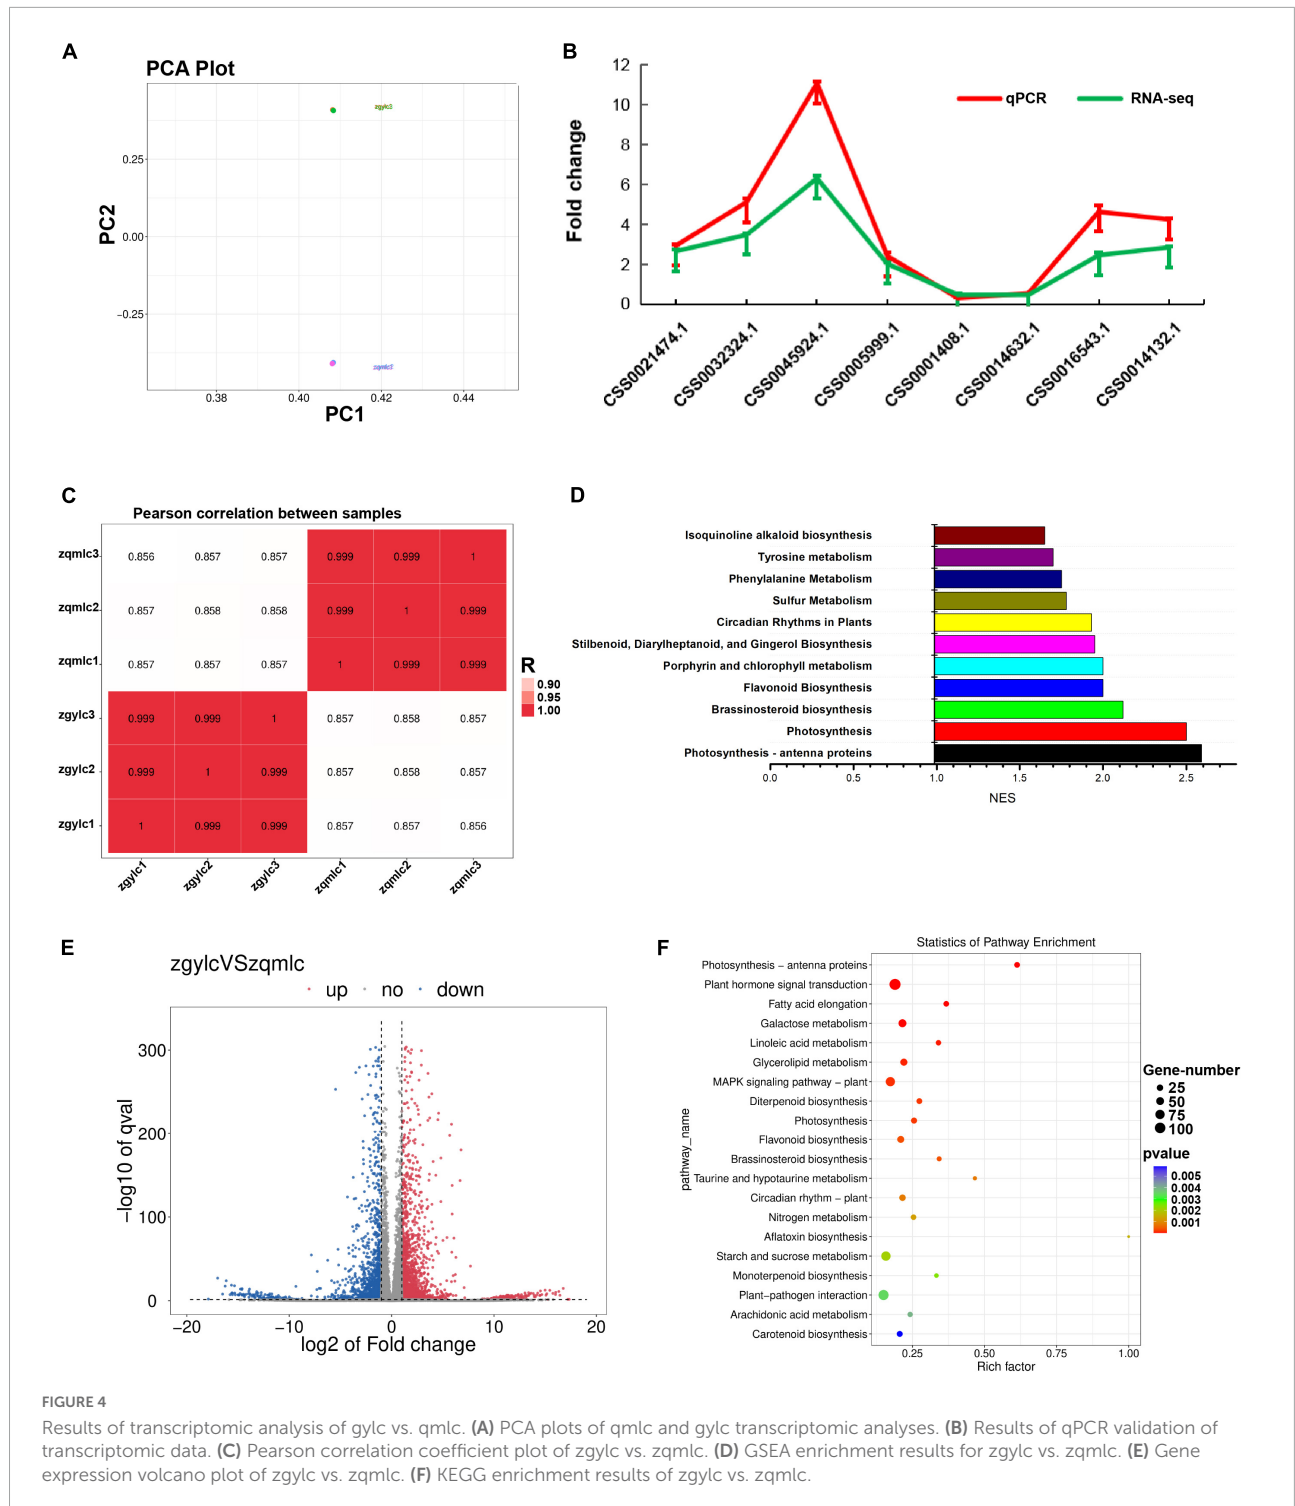 A
PCA Plot
zgylc3
0.25
0.00
−0.25
PC2
zqmlc2
0.38
0.40
0.42
0.44
PC1
B
12
10
8
6
4
2
0
Fold change
qPCR
RNA-seq
CSS0021474.1
CSS0032324.1
CSS0045924.1
CSS0005999.1
CSS0001408.1
CSS0014632.1
CSS0016543.1
CSS0014132.1
C
Pearson correlation between samples
zqmlc3 0.856 0.857 0.857 0.999 0.999 1
zqmlc2 0.857 0.858 0.858 0.999 1 0.999
zqmlc1 0.857 0.857 0.857 1 0.999 0.999
zgylc3 0.999 0.999 1 0.857 0.858 0.857
zgylc2 0.999 1 0.999 0.857 0.858 0.857
zgylc1 1 0.999 0.999 0.857 0.857 0.856
zgylc1 zgylc2 zgylc3 zqmlc1 zqmlc2 zqmlc3
R
0.90
0.95
1.00
D
Isoquinoline alkaloid biosynthesis
Tyrosine metabolism
Phenylalanine Metabolism
Sulfur Metabolism
Circadian Rhythms in Plants
Stilbenoid, Diarylheptanoid, and Gingerol Biosynthesis
Porphyrin and chlorophyll metabolism
Flavonoid Biosynthesis
Brassinosteroid biosynthesis
Photosynthesis
Photosynthesis - antenna proteins
0.0 0.5 1.0 1.5 2.0 2.5
NES
E
zgylcVSzqmlc
up no down
300
200
100
0
−log10 of qval
−20 −10 0 10 20
log2 of Fold change
F
Statistics of Pathway Enrichment
Photosynthesis − antenna proteins
Plant hormone signal transduction
Fatty acid elongation
Galactose metabolism
Linoleic acid metabolism
Glycerolipid metabolism
MAPK signaling pathway − plant
Diterpenoid biosynthesis
Photosynthesis
Flavonoid biosynthesis
Brassinosteroid biosynthesis
Taurine and hypotaurine metabolism
Circadian rhythm − plant
Nitrogen metabolism
Aflatoxin biosynthesis
Starch and sucrose metabolism
Monoterpenoid biosynthesis
Plant−pathogen interaction
Arachidonic acid metabolism
Carotenoid biosynthesis
pathway_name
0.25 0.50 0.75 1.00
Rich factor
Gene-number
25
50
75
100
pvalue
0.005
0.004
0.003
0.002
0.001
FIGURE 4
Results of transcriptomic analysis of gylc vs. qmlc. (A) PCA plots of qmlc and gylc transcriptomic analyses. (B) Results of qPCR validation of
transcriptomic data. (C) Pearson correlation coefficient plot of zgylc vs. zqmlc. (D) GSEA enrichment results for zgylc vs. zqmlc. (E) Gene
expression volcano plot of zgylc vs. zqmlc. (F) KEGG enrichment results of zgylc vs. zqmlc.